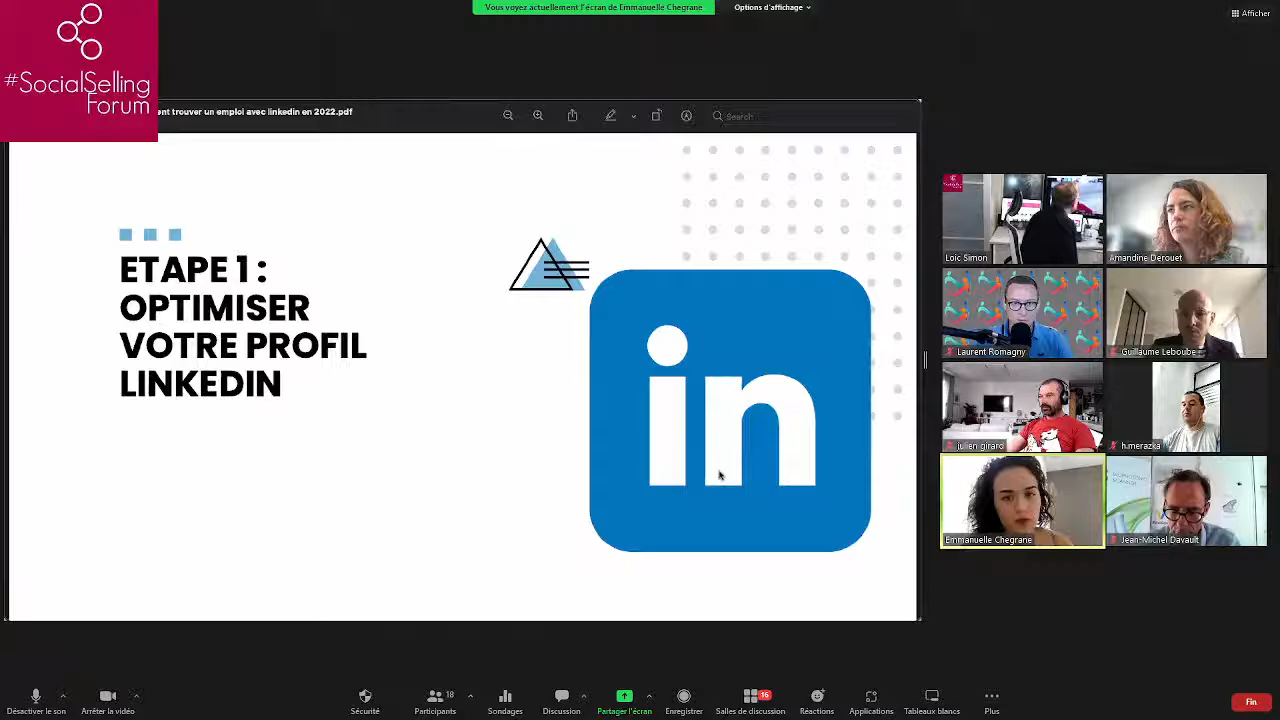 Vous voyez actuellement l'écran de Emmanuelle Chegrane
Options d'affichage
Afficher
#SocialSelling
Forum
ent trouver un emploi avec linkedin en 2022.pdf
Search
ETAPE 1 :
OPTIMISER
VOTRE PROFIL
LINKEDIN
in
Loic Simon
Amandine Derouet
Laurent Romagny
Guillaume Leboube
julien girard
h.merazka
Emmanuelle Chegrane
Jean-Michel Davault
Désactiver le son
Arrêter la vidéo
Sécurité
Participants
18
Sondages
Discussion
Partager l'écran
Enregistrer
Salles de discussion
16
Réactions
Applications
Tableaux blancs
Plus
Fin